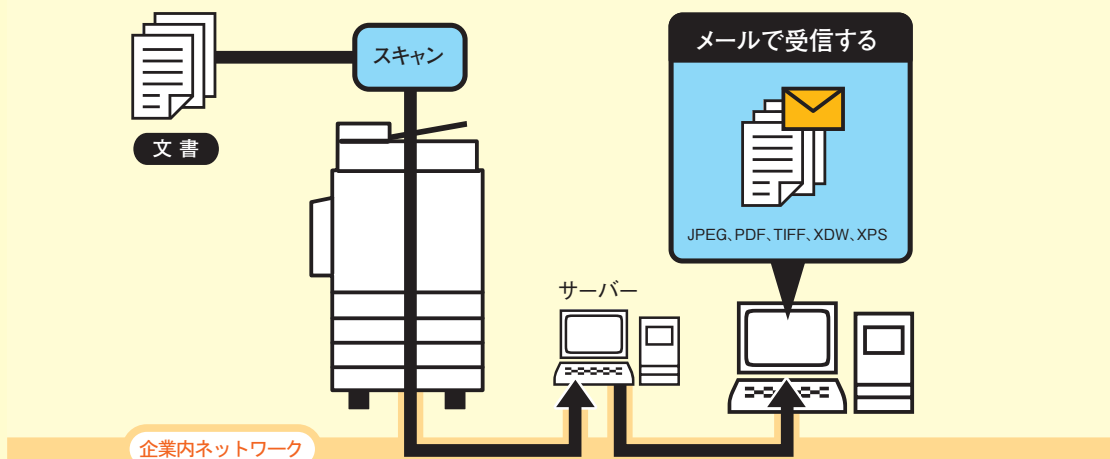 スキャン
文書
メールで受信する
JPEG、PDF、TIFF、XDW、XPS
サーバー
企業内ネットワーク